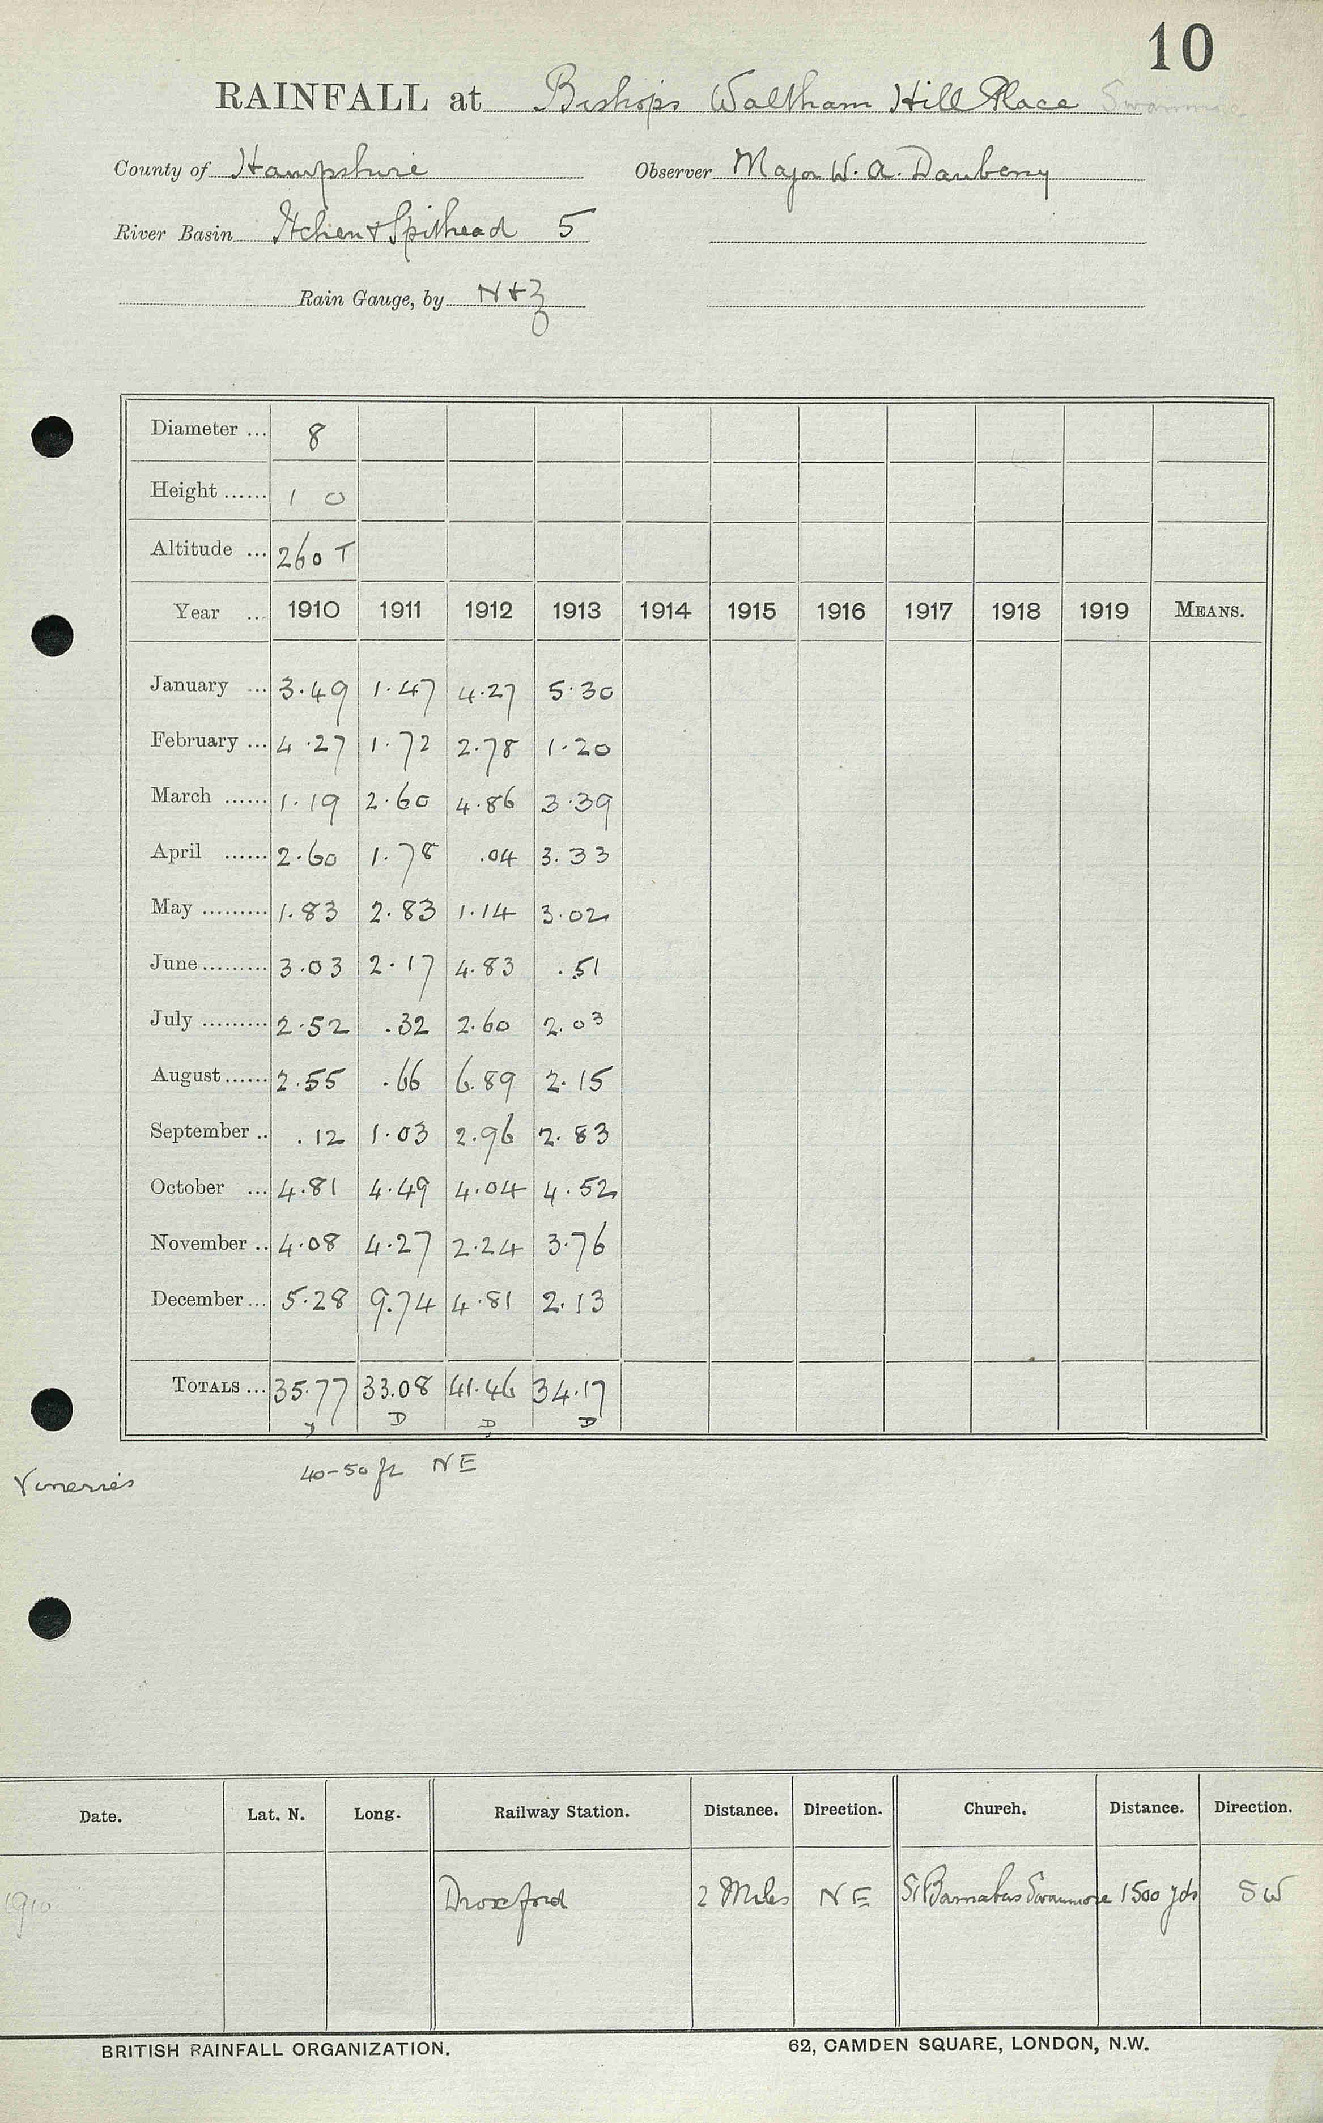 10
RAINFALL at Bishops Waltham Hill Place Swanmore
County of Hampshire Observer Major W. A. Daubeny
River Basin Itchen & Spithead 5
Rain Gauge, by N & Z
Diameter ... 8
Height ...... 1 0
Altitude ... 260 T
Year ... 1910 1911 1912 1913 1914 1915 1916 1917 1918 1919 MEANS.
January ... 3.49 1.47 4.27 5.30
February ... 4.27 1.72 2.78 1.20
March ...... 1.19 2.60 4.86 3.39
April ...... 2.60 1.78 .04 3.33
May ......... 1.83 2.83 1.14 3.02
June ......... 3.03 2.17 4.83 .51
July ......... 2.52 .32 2.60 2.03
August ...... 2.55 .66 6.89 2.15
September .. .12 1.03 2.96 2.83
October ... 4.81 4.49 4.04 4.52
November .. 4.08 4.27 2.24 3.76
December ... 5.28 9.74 4.81 2.13
TOTALS ... 35.77 33.08 41.46 34.17
D D D
Vineries 40-50 ft NE
Date. Lat. N. Long. Railway Station. Distance. Direction. Church. Distance. Direction.
1910 Droxford 2 Miles NE St Barnabas Swanmore 1500 yds SW
BRITISH RAINFALL ORGANIZATION. 62, CAMDEN SQUARE, LONDON, N.W.